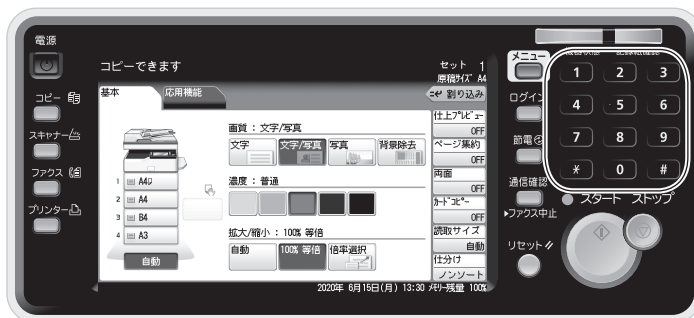 電源
コピー
スキャナー
ファクス
プリンター
コピーできます
セット 1
原稿サイズ A4
基本
応用機能
割り込み
画質：文字/写真
文字
文字/写真
写真
背景除去
濃度：普通
拡大/縮小：100% 等倍
自動
100% 等倍
倍率選択
1 A4
2 A4
3 B4
4 A3
自動
仕上プレビュー
OFF
ページ集約
OFF
両面
OFF
カードコピー
OFF
読取サイズ
自動
仕分け
ノンソート
2020年 6月15日(月) 13:30 メモリー残量 100%
メニュー
ログイン
節電
通信確認
▶ファクス中止
リセット
1 2 3
4 5 6
7 8 9
* 0 #
スタート ストップ